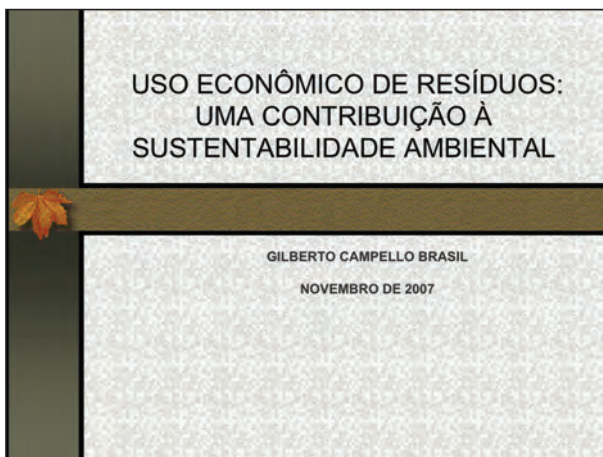 USO ECONÔMICO DE RESÍDUOS:
UMA CONTRIBUIÇÃO À
SUSTENTABILIDADE AMBIENTAL
GILBERTO CAMPELLO BRASIL
NOVEMBRO DE 2007